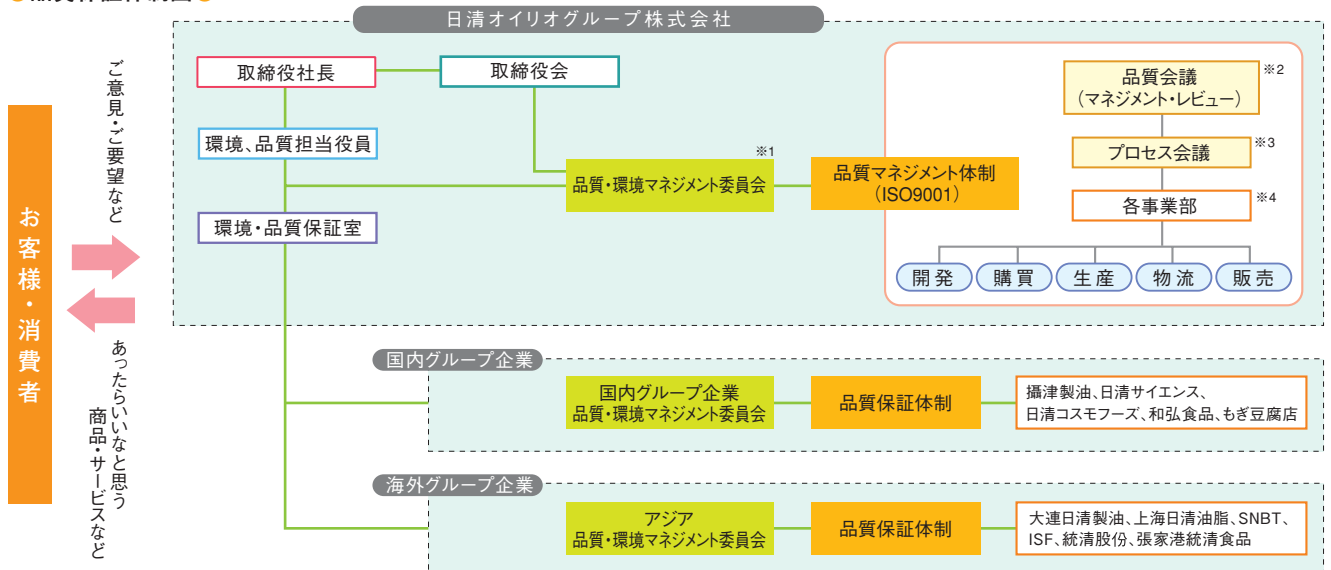 日清オイリオグループ株式会社
お客様・消費者
ご意見・ご要望など
あったらいいなと思う
商品・サービスなど
取締役社長
取締役会
環境、品質担当役員
環境・品質保証室
※1
品質・環境マネジメント委員会
品質マネジメント体制
(ISO9001)
品質会議
(マネジメント・レビュー)
※2
プロセス会議
※3
各事業部
※4
開発
購買
生産
物流
販売
国内グループ企業
国内グループ企業
品質・環境マネジメント委員会
品質保証体制
攝津製油、日清サイエンス、
日清コスモフーズ、和弘食品、もぎ豆腐店
海外グループ企業
アジア
品質・環境マネジメント委員会
品質保証体制
大連日清製油、上海日清油脂、SNBT、
ISF、統清股份、張家港統清食品